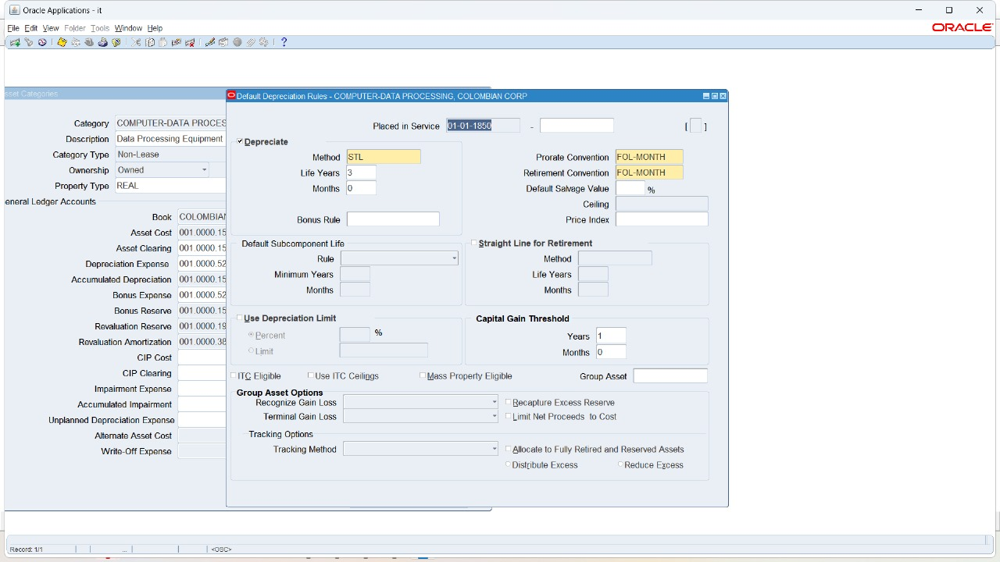 Oracle Applications - it
File Edit View Folder Tools Window Help
ORACLE
?
sset Categories
Category COMPUTER-DATA PROCES
Description Data Processing Equipment
Category Type Non-Lease
Ownership Owned
Property Type REAL
eneral Ledger Accounts
Book COLOMBIAN
Asset Cost 001.0000.15
Asset Clearing 001.0000.15
Depreciation Expense 001.0000.52
Accumulated Depreciation 001.0000.15
Bonus Expense 001.0000.52
Bonus Reserve 001.0000.15
Revaluation Reserve 001.0000.19
Revaluation Amortization 001.0000.38
CIP Cost
CIP Clearing
Impairment Expense
Accumulated Impairment
Unplanned Depreciation Expense
Alternate Asset Cost
Write-Off Expense
Default Depreciation Rules - COMPUTER-DATA PROCESSING, COLOMBIAN CORP
Placed in Service 01-01-1850 - [ ]
Depreciate
Method STL
Life Years 3
Months 0
Bonus Rule
Prorate Convention FOL-MONTH
Retirement Convention FOL-MONTH
Default Salvage Value %
Ceiling
Price Index
Default Subcomponent Life
Rule
Minimum Years
Months
Straight Line for Retirement
Method
Life Years
Months
Use Depreciation Limit
Percent %
Limit
Capital Gain Threshold
Years 1
Months 0
ITC Eligible Use ITC Ceilings Mass Property Eligible Group Asset
Group Asset Options
Recognize Gain Loss Recapture Excess Reserve
Terminal Gain Loss Limit Net Proceeds to Cost
Tracking Options
Tracking Method Allocate to Fully Retired and Reserved Assets
Distribute Excess Reduce Excess
Record: 1/1 ... <OSC>